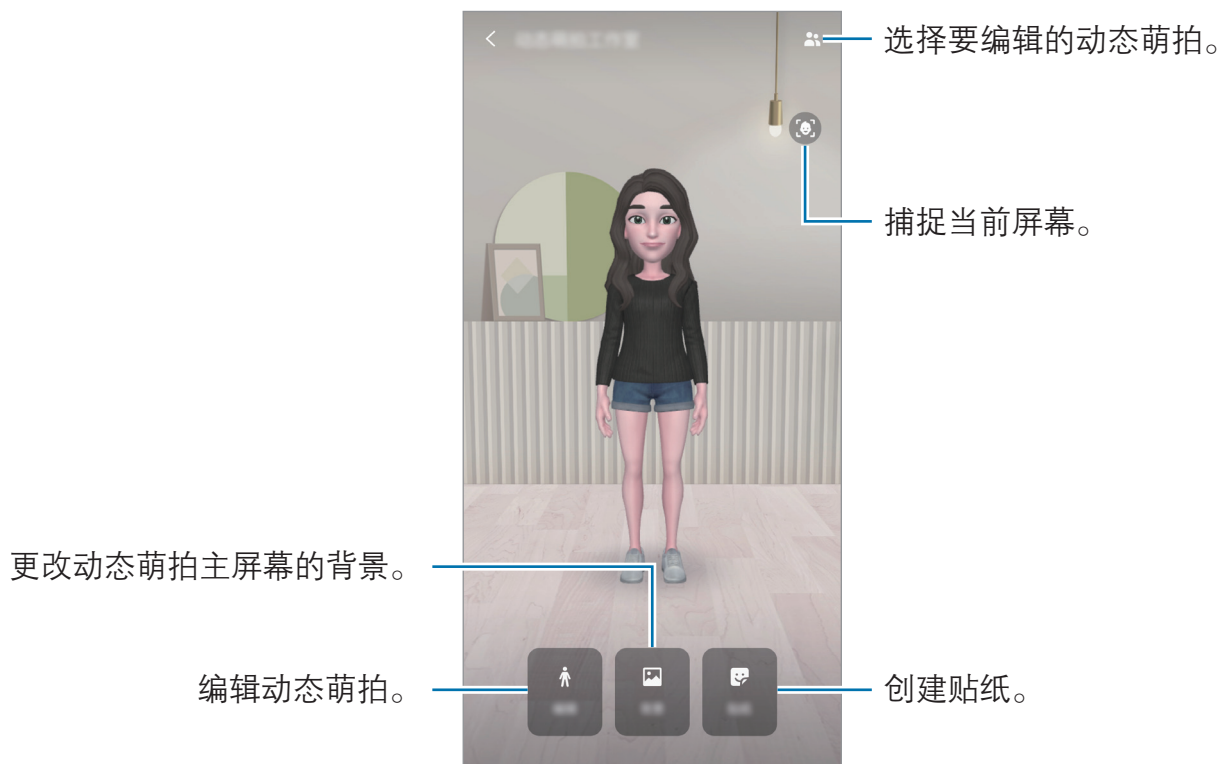 选择要编辑的动态萌拍。
捕捉当前屏幕。
更改动态萌拍主屏幕的背景。
编辑动态萌拍。
创建贴纸。